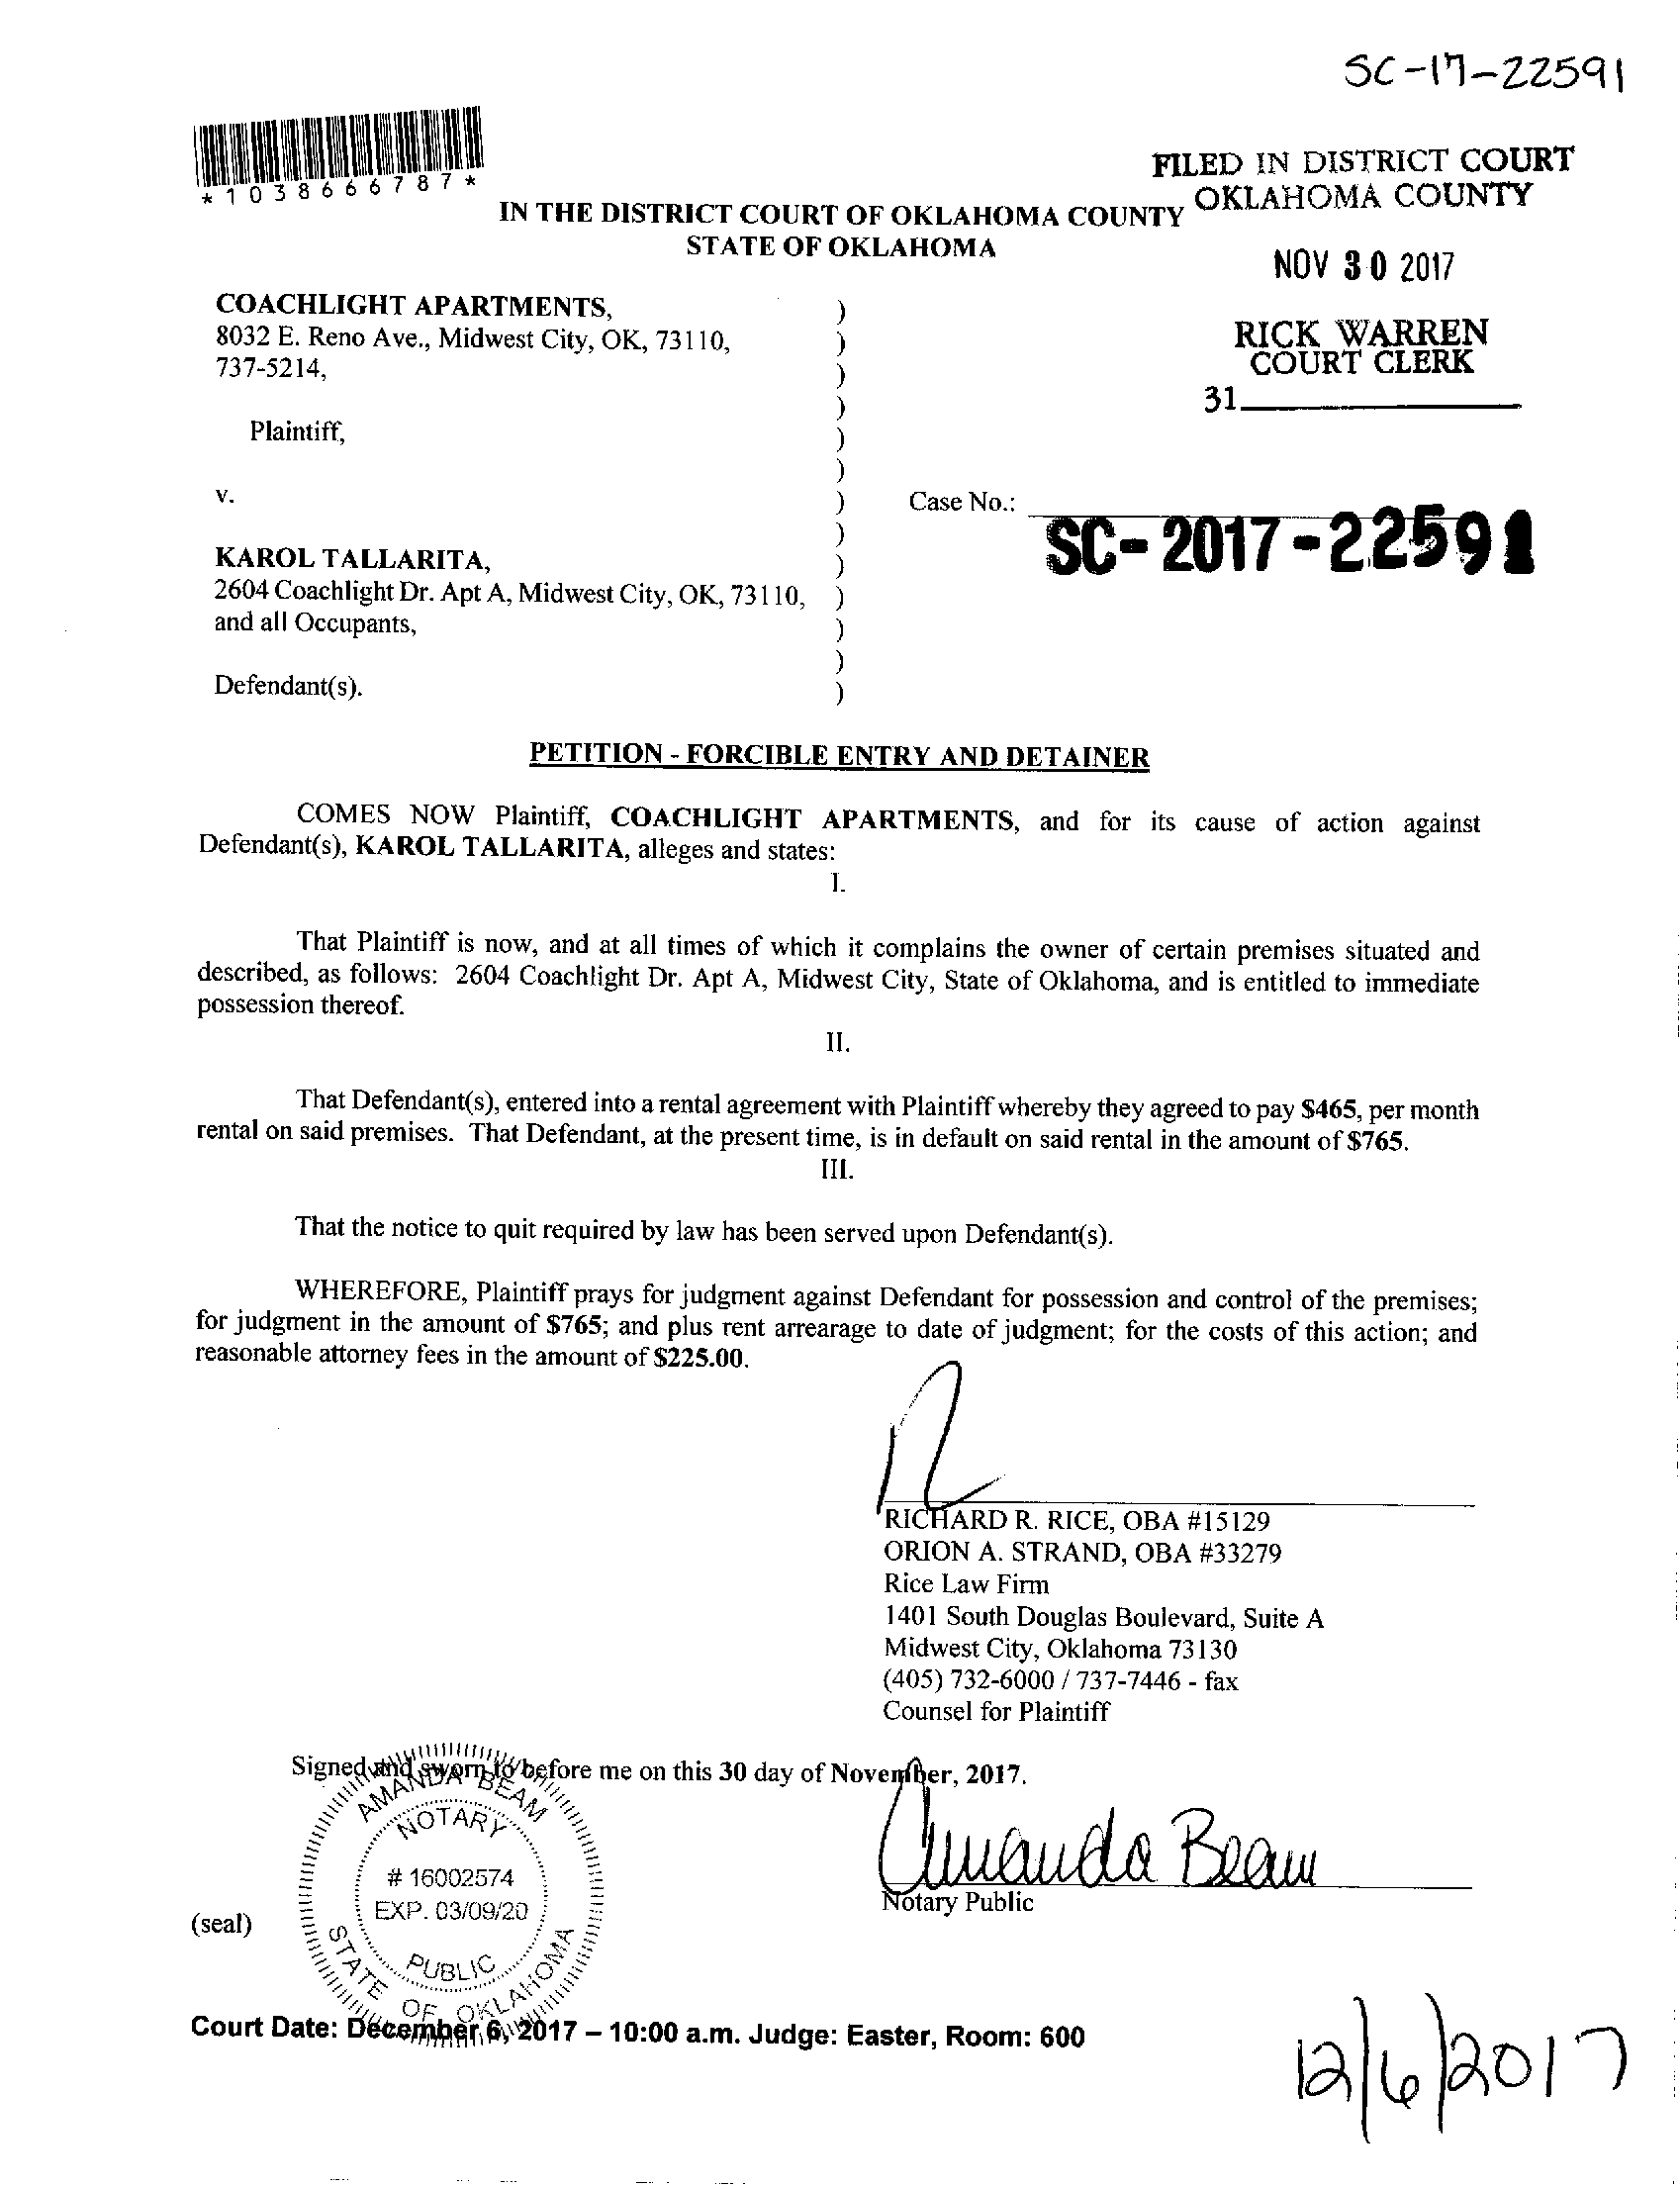 SC-17-22591
*1038666787*
FILED IN DISTRICT COURT
OKLAHOMA COUNTY
NOV 30 2017
RICK WARREN
COURT CLERK
31
IN THE DISTRICT COURT OF OKLAHOMA COUNTY
STATE OF OKLAHOMA
COACHLIGHT APARTMENTS, )
8032 E. Reno Ave., Midwest City, OK, 73110, )
737-5214, )
)
Plaintiff, )
)
v. ) Case No.: SC-2017-22591
)
KAROL TALLARITA, )
2604 Coachlight Dr. Apt A, Midwest City, OK, 73110, )
and all Occupants, )
)
Defendant(s). )
PETITION - FORCIBLE ENTRY AND DETAINER
COMES NOW Plaintiff, COACHLIGHT APARTMENTS, and for its cause of action against
Defendant(s), KAROL TALLARITA, alleges and states:
I.
That Plaintiff is now, and at all times of which it complains the owner of certain premises situated and
described, as follows: 2604 Coachlight Dr. Apt A, Midwest City, State of Oklahoma, and is entitled to immediate
possession thereof.
II.
That Defendant(s), entered into a rental agreement with Plaintiff whereby they agreed to pay $465, per month
rental on said premises. That Defendant, at the present time, is in default on said rental in the amount of $765.
III.
That the notice to quit required by law has been served upon Defendant(s).
WHEREFORE, Plaintiff prays for judgment against Defendant for possession and control of the premises;
for judgment in the amount of $765; and plus rent arrearage to date of judgment; for the costs of this action; and
reasonable attorney fees in the amount of $225.00.
RICHARD R. RICE, OBA #15129
ORION A. STRAND, OBA #33279
Rice Law Firm
1401 South Douglas Boulevard, Suite A
Midwest City, Oklahoma 73130
(405) 732-6000 / 737-7446 - fax
Counsel for Plaintiff
Signed and sworn to before me on this 30 day of November, 2017.
AMANDA BEAM
NOTARY
# 16002574
EXP. 03/09/20
PUBLIC
STATE OF OKLAHOMA
Amanda Beam
Notary Public
(seal)
Court Date: December 6, 2017 – 10:00 a.m. Judge: Easter, Room: 600
12/6/2017